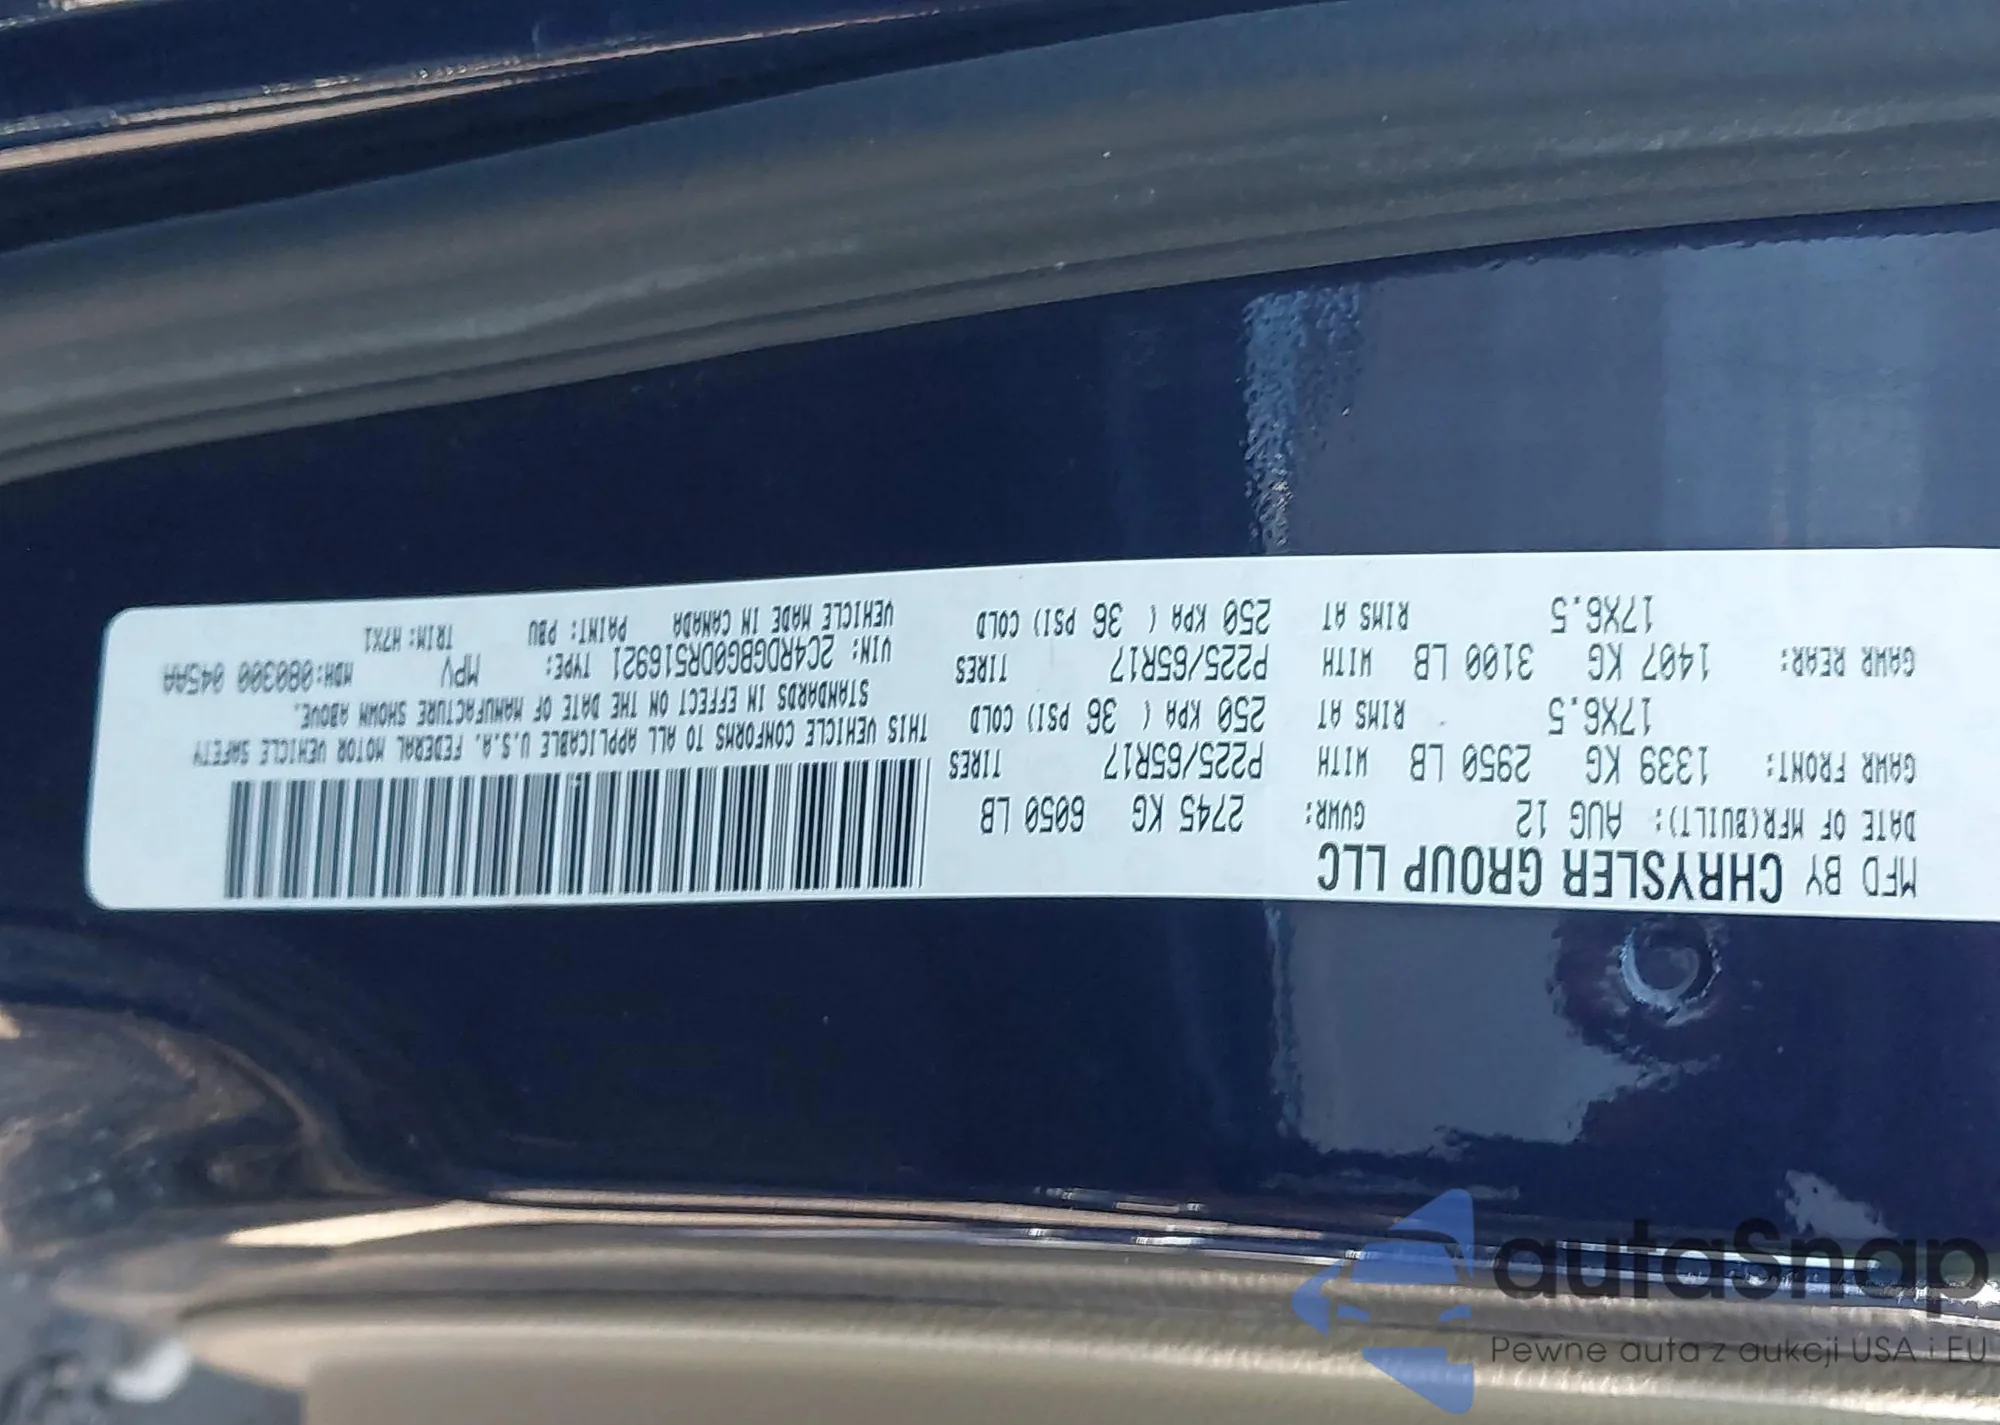 MFD BY CHRYSLER GROUP LLC
DATE OF MFR(BUILT): AUG 12 GVWR: 2745 KG 6050 LB
GAWR FRONT: 1339 KG 2950 LB WITH P225/65R17 TIRES
17X6.5 RIMS AT 250 KPA ( 36 PSI) COLD
GAWR REAR: 1407 KG 3100 LB WITH P225/65R17 TIRES
17X6.5 RIMS AT 250 KPA ( 36 PSI) COLD
THIS VEHICLE CONFORMS TO ALL APPLICABLE U.S.A. FEDERAL MOTOR VEHICLE SAFETY
STANDARDS IN EFFECT ON THE DATE OF MANUFACTURE SHOWN ABOVE.
VIN: 2C4RDGBG0DR516921 TYPE: MPV MDH:080300 045AA
VEHICLE MADE IN CANADA PAINT: PBU TRIM: H7X1
autaSnap
Pewne auta z aukcji USA i EU